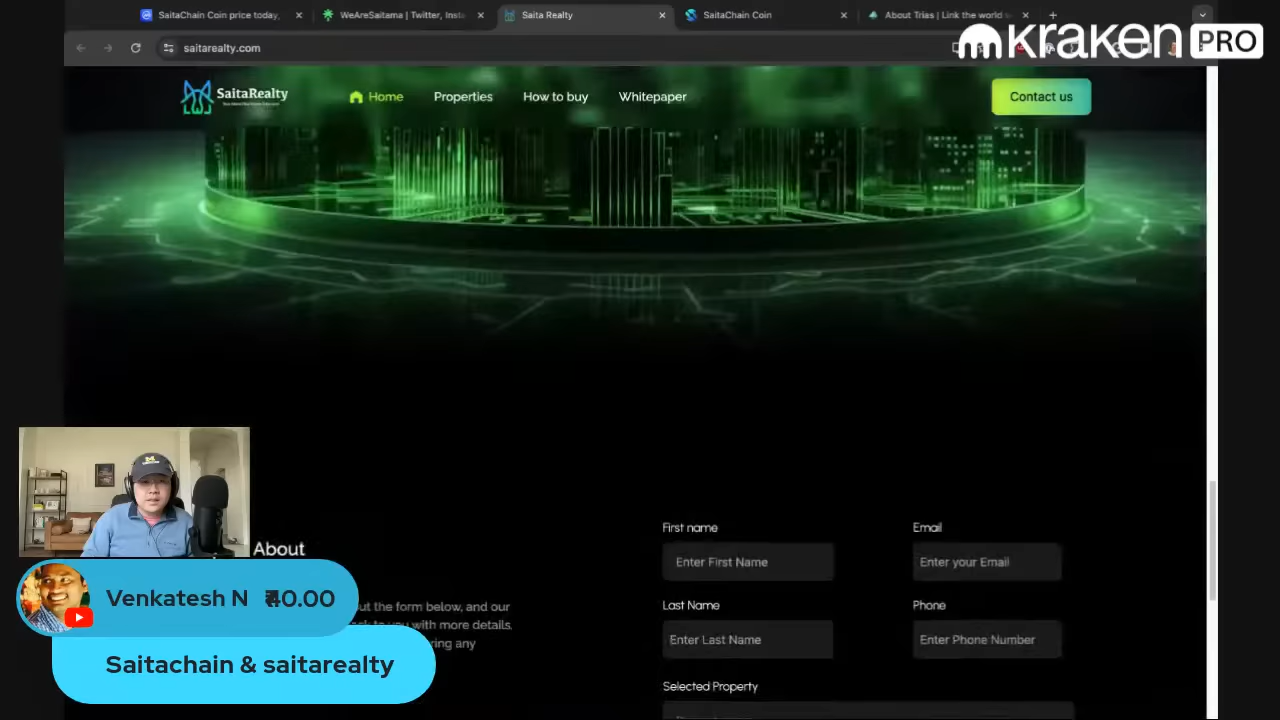 SaitaChain Coin price today,
WeAreSaitama | Twitter, Insta
Saita Realty
SaitaChain Coin
About Trias | Link the world
saitarealty.com
kraken PRO
SaitaRealty
Home
Properties
How to buy
Whitepaper
Contact us
First name
Email
Enter First Name
Enter your Email
About
Last Name
Phone
Venkatesh N ₹40.00
out the form below, and our
to you with more details,
ring any
Enter Last Name
Enter Phone Number
Saitachain & saitarealty
Selected Property